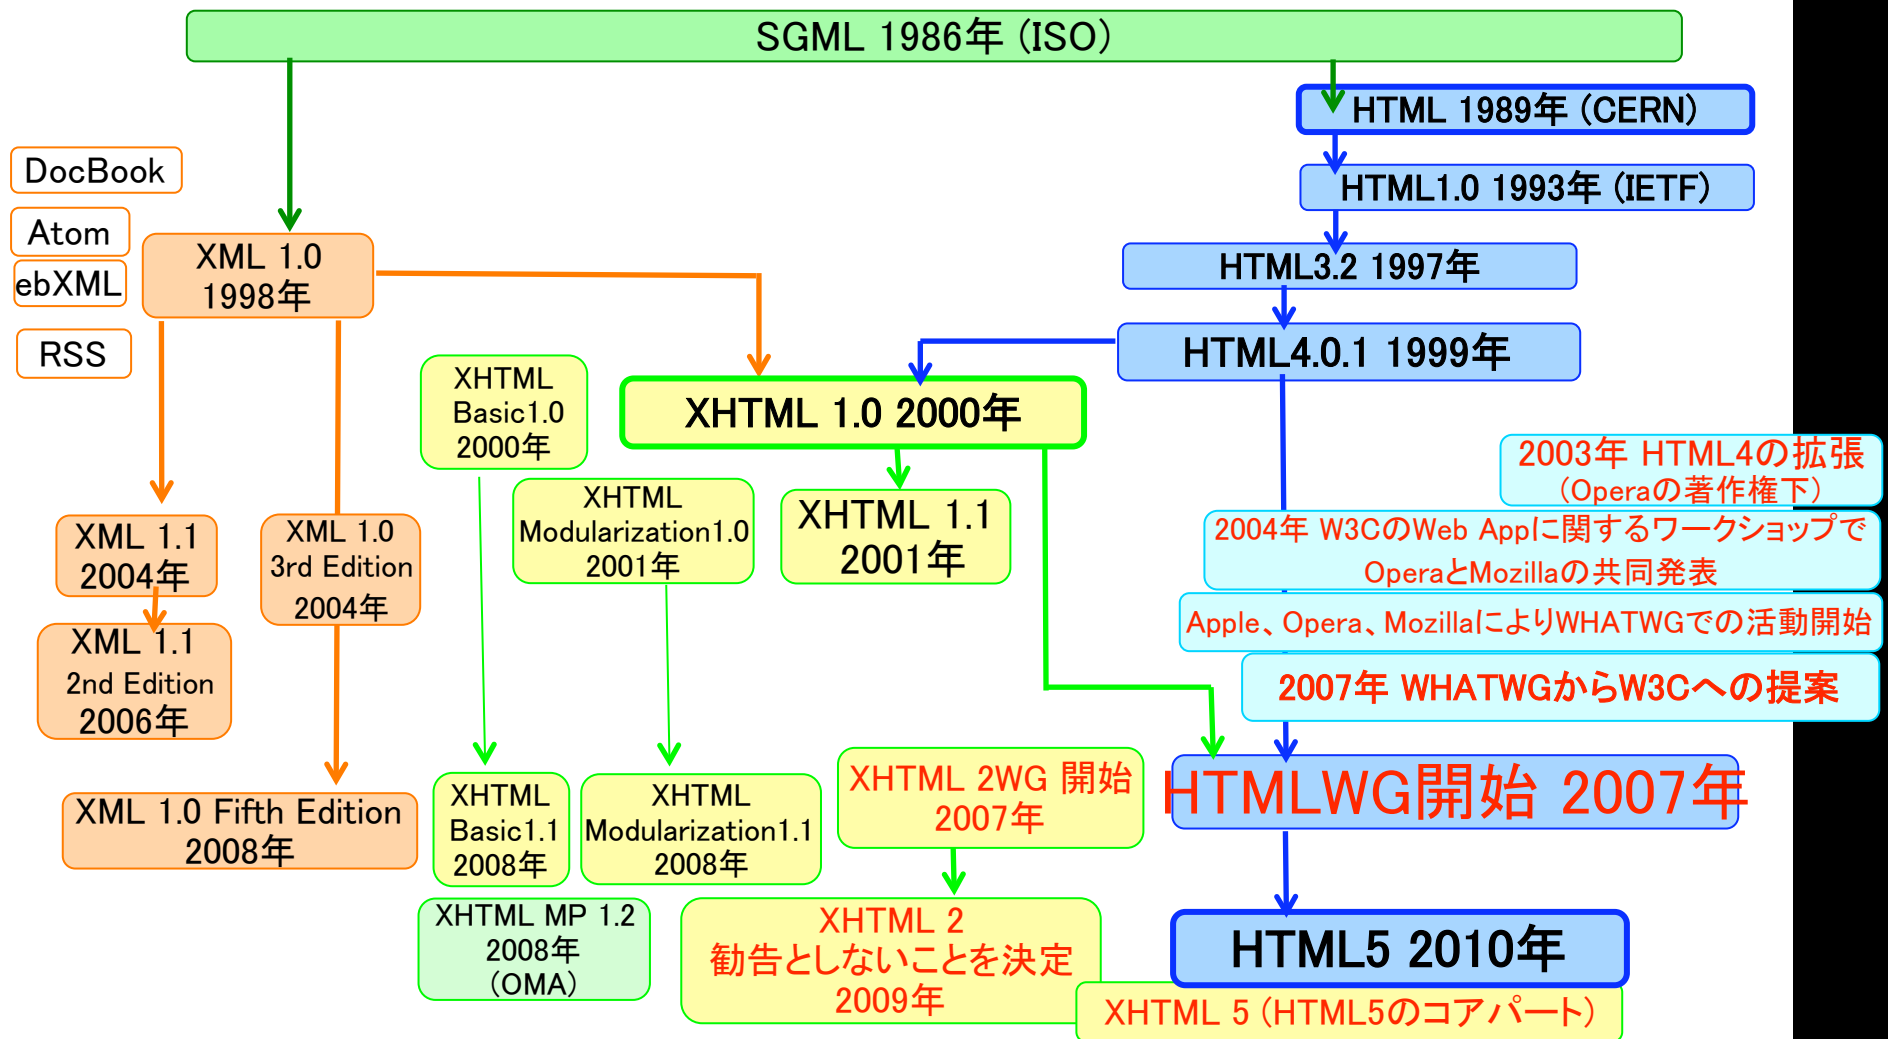 SGML 1986年 (ISO)
HTML 1989年 (CERN)
HTML1.0 1993年 (IETF)
HTML3.2 1997年
HTML4.0.1 1999年
DocBook
Atom
ebXML
RSS
XML 1.0
1998年
XHTML
Basic1.0
2000年
XHTML 1.0 2000年
XHTML
Modularization1.0
2001年
XHTML 1.1
2001年
2003年 HTML4の拡張
(Operaの著作権下)
2004年 W3CのWeb Appに関するワークショップで
OperaとMozillaの共同発表
Apple、Opera、MozillaによりWHATWGでの活動開始
2007年 WHATWGからW3Cへの提案
XML 1.1
2004年
XML 1.0
3rd Edition
2004年
XML 1.1
2nd Edition
2006年
XML 1.0 Fifth Edition
2008年
XHTML
Basic1.1
2008年
XHTML
Modularization1.1
2008年
XHTML 2WG 開始
2007年
HTMLWG開始 2007年
XHTML MP 1.2
2008年
(OMA)
XHTML 2
勧告としないことを決定
2009年
HTML5 2010年
XHTML 5 (HTML5のコアパート)